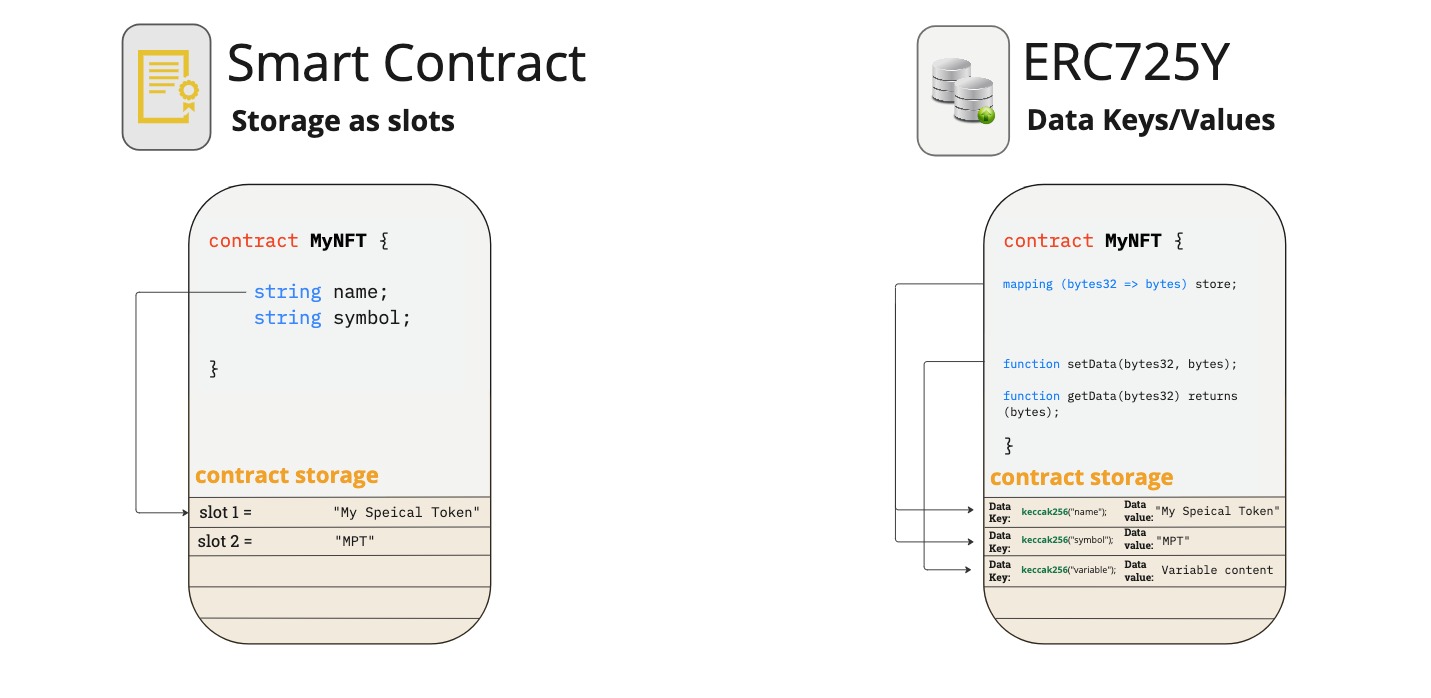 Smart Contract
Storage as slots
contract MyNFT {
string name;
string symbol;
}
contract storage
slot 1 = "My Speical Token"
slot 2 = "MPT"
ERC725Y
Data Keys/Values
contract MyNFT {
mapping (bytes32 => bytes) store;
function setData(bytes32, bytes);
function getData(bytes32) returns
(bytes);
}
contract storage
Data Key: keccak256("name"); Data value: "My Speical Token"
Data Key: keccak256("symbol"); Data value: "MPT"
Data Key: keccak256("variable"); Data value: Variable content